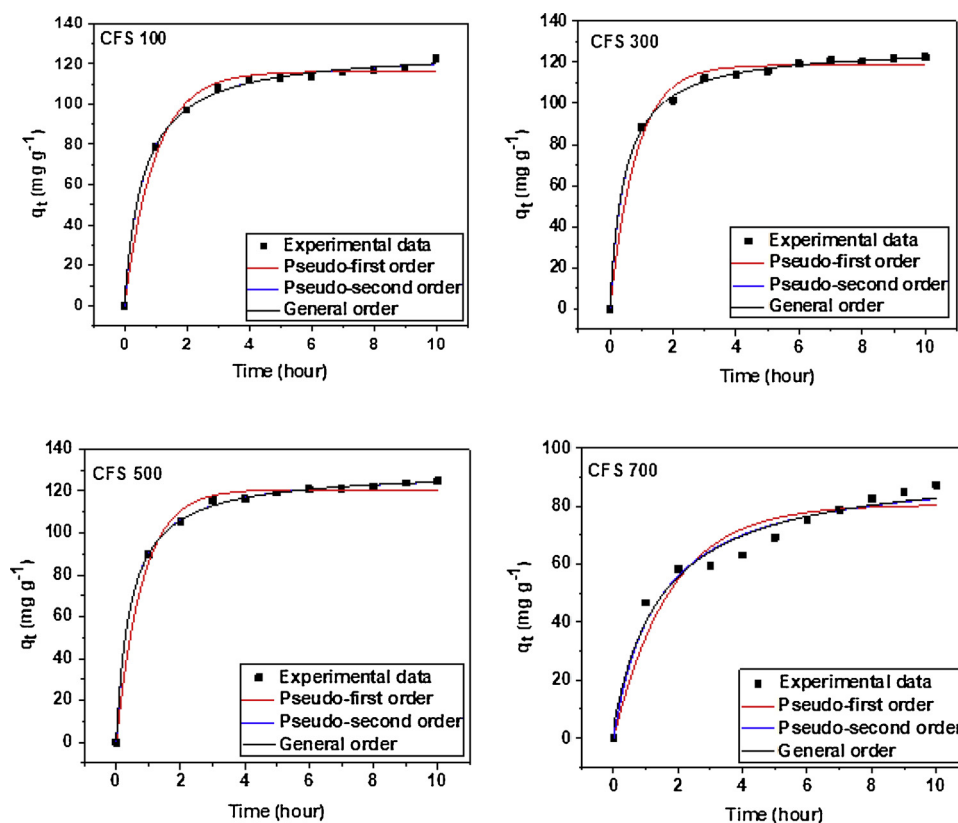 CFS 100
140
120
100
80
60
40
20
0
qt (mg g-1)
Experimental data
Pseudo-first order
Pseudo-second order
General order
0 2 4 6 8 10
Time (hour)
CFS 300
140
120
100
80
60
40
20
0
qt (mg g-1)
Experimental data
Pseudo-first order
Pseudo-second order
General order
0 2 4 6 8 10
Time (hour)
CFS 500
140
120
100
80
60
40
20
0
qt (mg g-1)
Experimental data
Pseudo-first order
Pseudo-second order
General order
0 2 4 6 8 10
Time (hour)
CFS 700
100
80
60
40
20
0
qt (mg g-1)
Experimental data
Pseudo-first order
Pseudo-second order
General order
0 2 4 6 8 10
Time (hour)